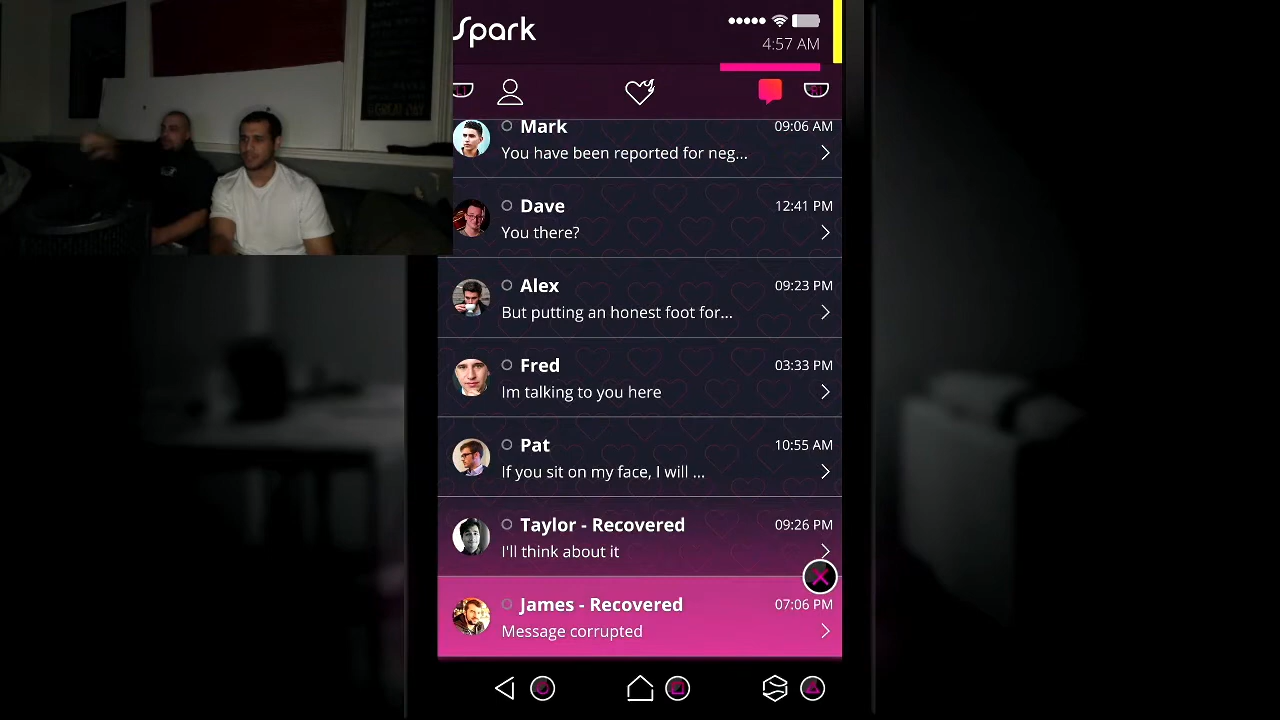 Spark
4:57 AM
Mark
09:06 AM
You have been reported for neg...
Dave
12:41 PM
You there?
Alex
09:23 PM
But putting an honest foot for...
Fred
03:33 PM
Im talking to you here
Pat
10:55 AM
If you sit on my face, I will ...
Taylor - Recovered
09:26 PM
I'll think about it
James - Recovered
07:06 PM
Message corrupted